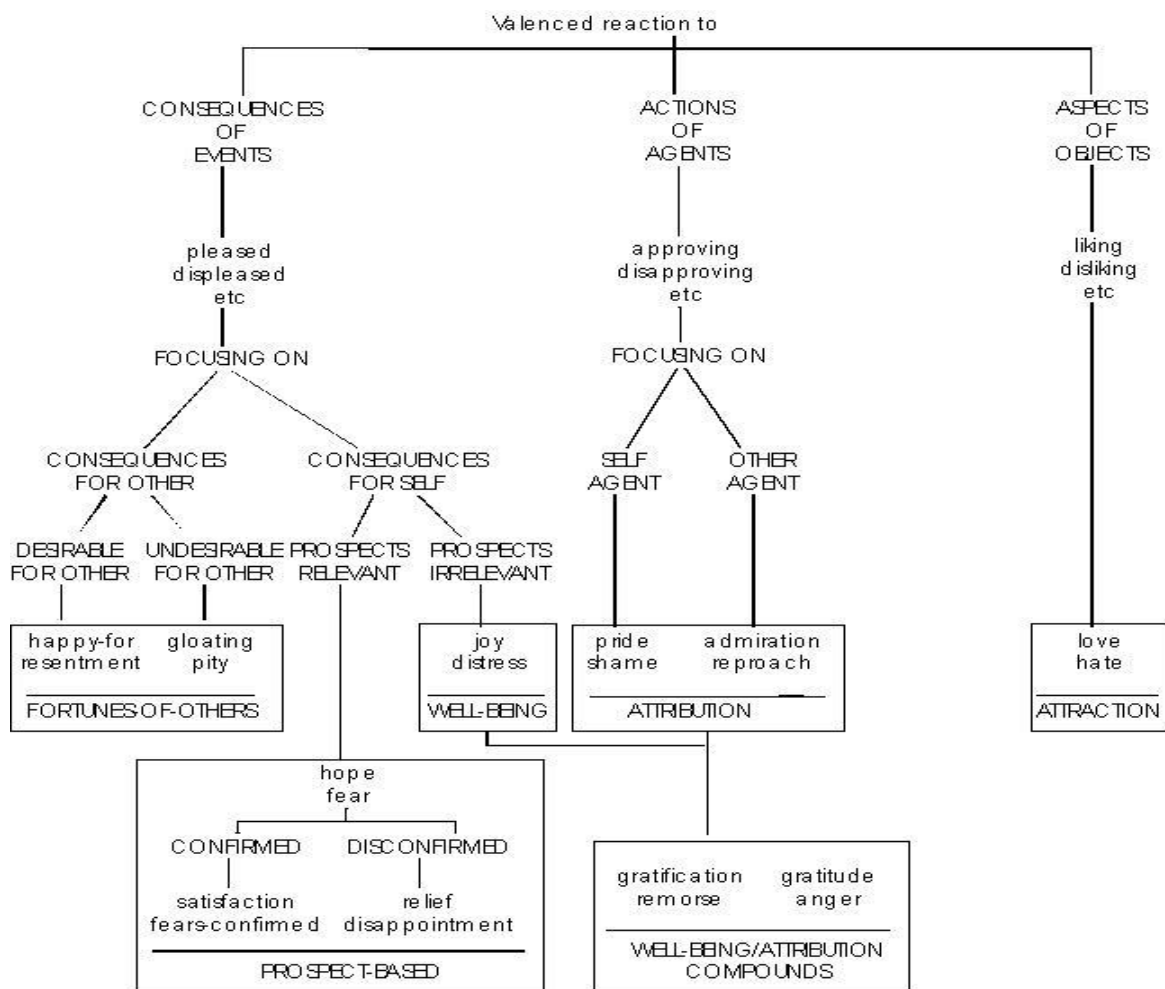 Valenced reaction to
CONSEQUENCES
OF
EVENTS
ACTIONS
OF
AGENTS
ASPECTS
OF
OBJECTS
pleased
displeased
etc
approving
disapproving
etc
liking
disliking
etc
FOCUSING ON
FOCUSING ON
CONSEQUENCES
FOR OTHER
CONSEQUENCES
FOR SELF
SELF
AGENT
OTHER
AGENT
DESIRABLE
FOR OTHER
UNDESIRABLE
FOR OTHER
PROSPECTS
RELEVANT
PROSPECTS
IRRELEVANT
happy-for
resentment
gloating
pity
FORTUNES-OF-OTHERS
joy
distress
WELL-BEING
pride
shame
admiration
reproach
ATTRIBUTION
love
hate
ATTRACTION
hope
fear
CONFIRMED
DISCONFIRMED
satisfaction
fears-confirmed
relief
disappointment
PROSPECT-BASED
gratification
remorse
gratitude
anger
WELL-BEING/ATTRIBUTION
COMPOUNDS